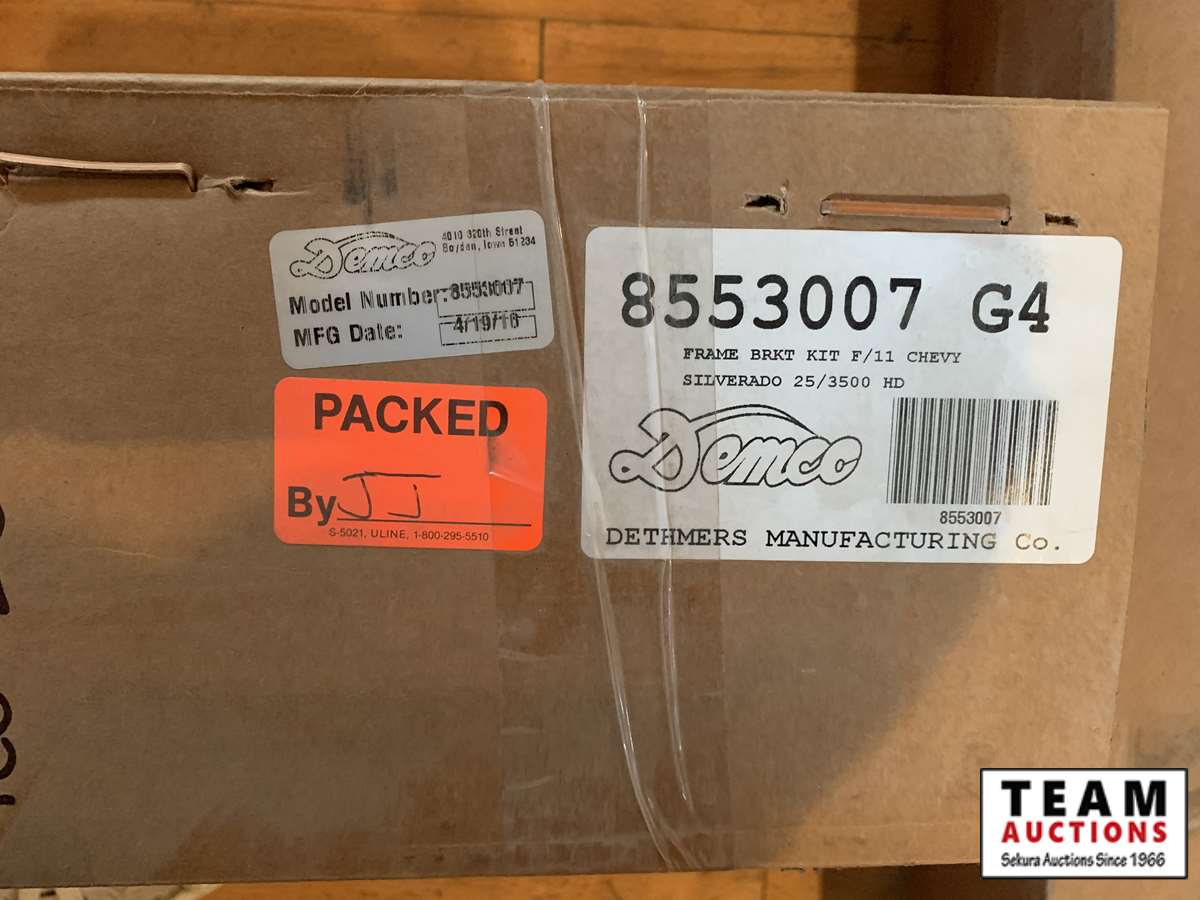 Demco
4010 320th Street
Boyden, Iowa 51234
Model Number: 8553007
MFG Date: 4/19/16
PACKED
By JJ
S-5021, ULINE, 1-800-295-5510
8553007 G4
FRAME BRKT KIT F/11 CHEVY
SILVERADO 25/3500 HD
Demco
8553007
DETHMERS MANUFACTURING Co.
TEAM
AUCTIONS
Sekura Auctions Since 1966